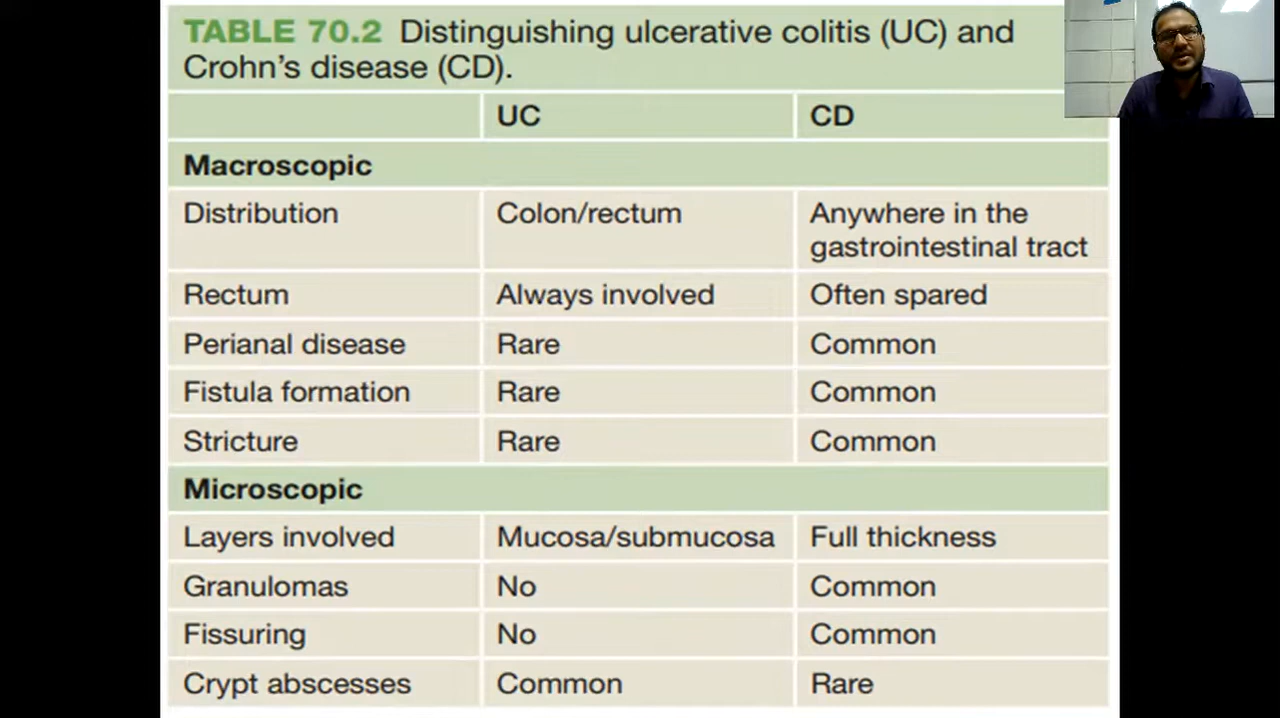 TABLE 70.2 Distinguishing ulcerative colitis (UC) and
Crohn’s disease (CD).
UC CD
Macroscopic
Distribution Colon/rectum Anywhere in the
gastrointestinal tract
Rectum Always involved Often spared
Perianal disease Rare Common
Fistula formation Rare Common
Stricture Rare Common
Microscopic
Layers involved Mucosa/submucosa Full thickness
Granulomas No Common
Fissuring No Common
Crypt abscesses Common Rare